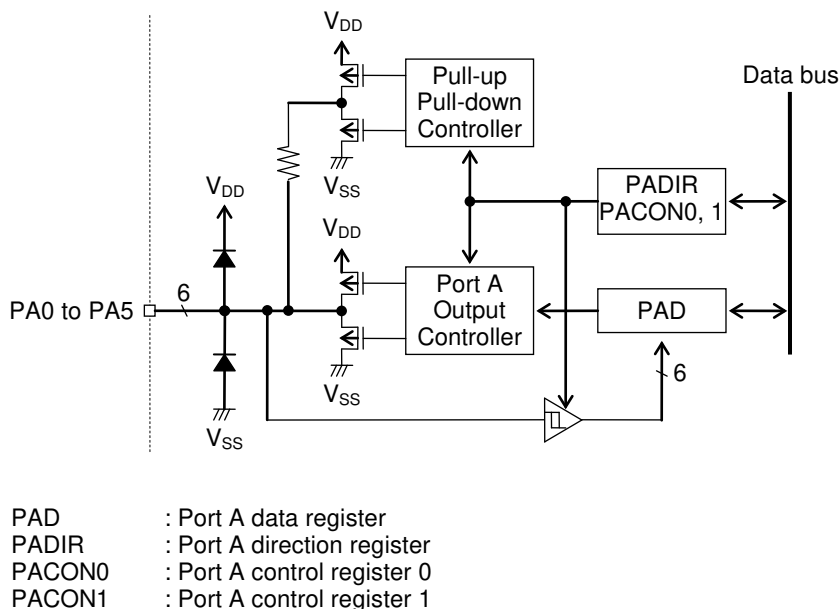 VDD
Pull-up
Pull-down
Controller
Data bus
VSS
PADIR
PACON0, 1
VDD
VDD
PA0 to PA5
6
Port A
Output
Controller
PAD
VSS
6
VSS
PAD : Port A data register
PADIR : Port A direction register
PACON0 : Port A control register 0
PACON1 : Port A control register 1